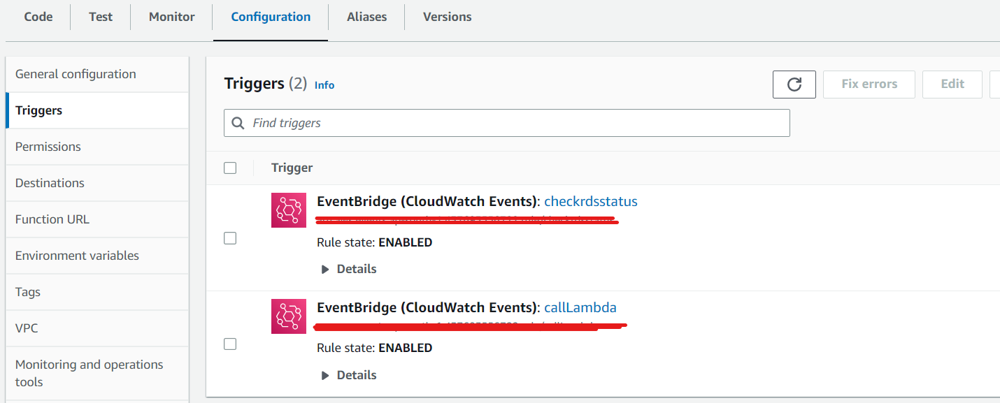 Code Test Monitor Configuration Aliases Versions
General configuration
Triggers
Permissions
Destinations
Function URL
Environment variables
Tags
VPC
Monitoring and operations
tools
Triggers (2) Info
Fix errors Edit
Find triggers
Trigger
EventBridge (CloudWatch Events): checkrdsstatus
Rule state: ENABLED
Details
EventBridge (CloudWatch Events): callLambda
Rule state: ENABLED
Details